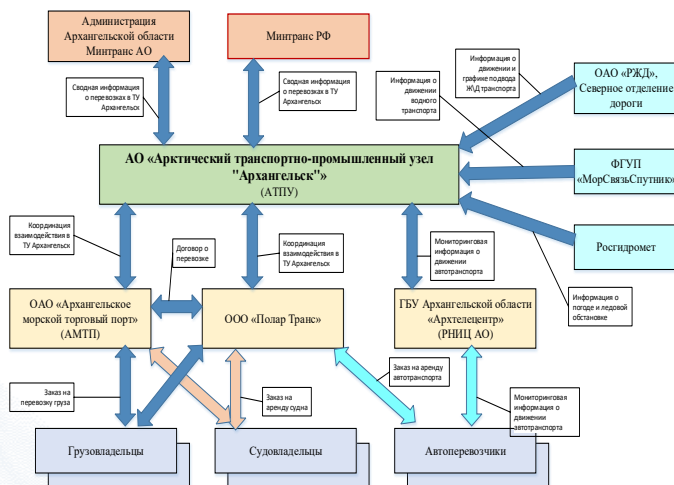 Администрация
Архангельской области
Минтранс АО
Минтранс РФ
Информация о
движении и
графике подвода
Ж\Д транспорта
ОАО «РЖД»,
Северное отделение
дороги
Сводная информация
о перевозках в ТУ
Архангельск
Сводная информация
о перевозках в ТУ
Архангельск
Информация о
движении
водного
транспорта
АО «Арктический транспортно-промышленный узел
"Архангельск"»
(АТПУ)
ФГУП
«МорСвязьСпутник»
Росгидромет
Координация
взаимодействия в
ТУ Архангельск
Договор о
перевозке
Координация
взаимодействия в
ТУ Архангельск
Мониторинговая
информация о
движении
автотранспорта
Информация о
погоде и ледовой
обстановке
ОАО «Архангельское
морской торговый порт»
(АМТП)
ООО «Полар Транс»
ГБУ Архангельской области
«Архтелецентр»
(РНИЦ АО)
Заказ на
перевозку груза
Заказ на
аренду судна
Заказ на аренду
автотранспорта
Мониторинговая
информация о
движении
автотранспорта
Грузовладельцы
Судовладельцы
Автоперевозчики